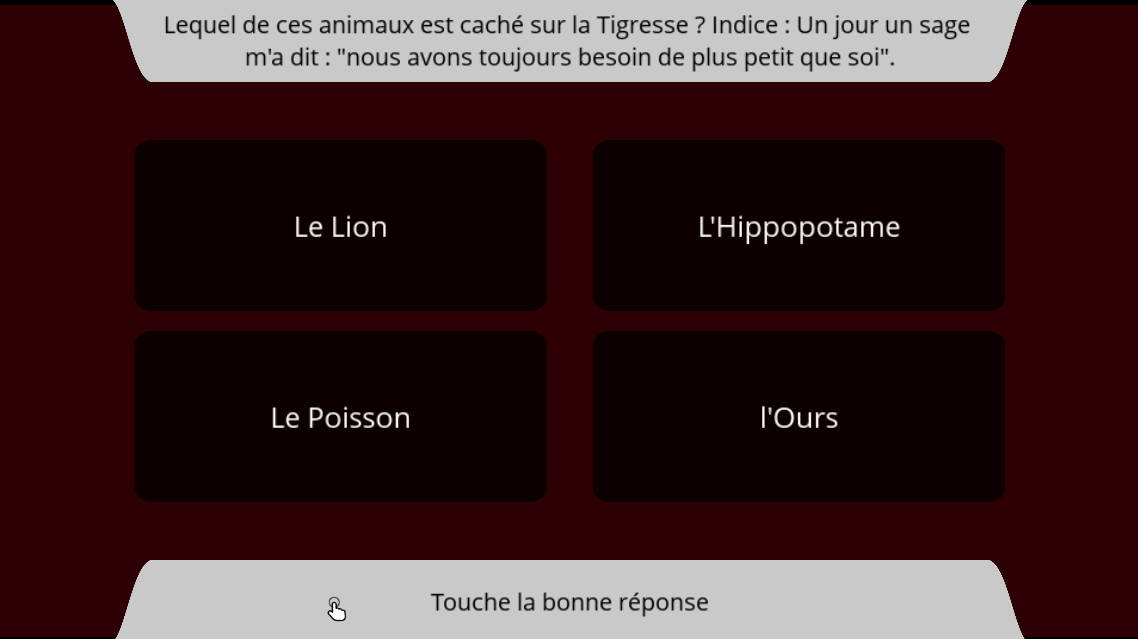 Lequel de ces animaux est caché sur la Tigresse ? Indice : Un jour un sage
m'a dit : "nous avons toujours besoin de plus petit que soi".
Le Lion
L'Hippopotame
Le Poisson
l'Ours
Touche la bonne réponse